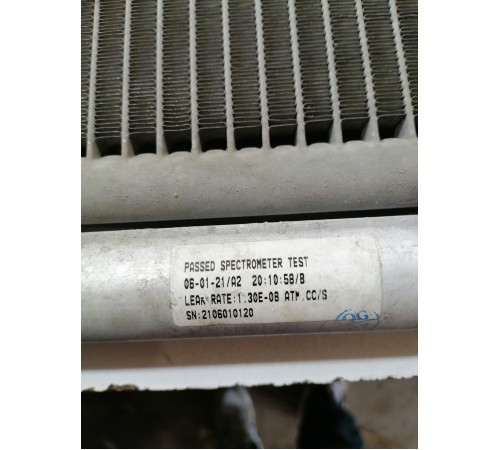 PASSED SPECTROMETER TEST
06-01-21/A2 20:10:58/B
LEAK RATE:1.30E-08 ATM.CC/S
SN:2106010120
QG